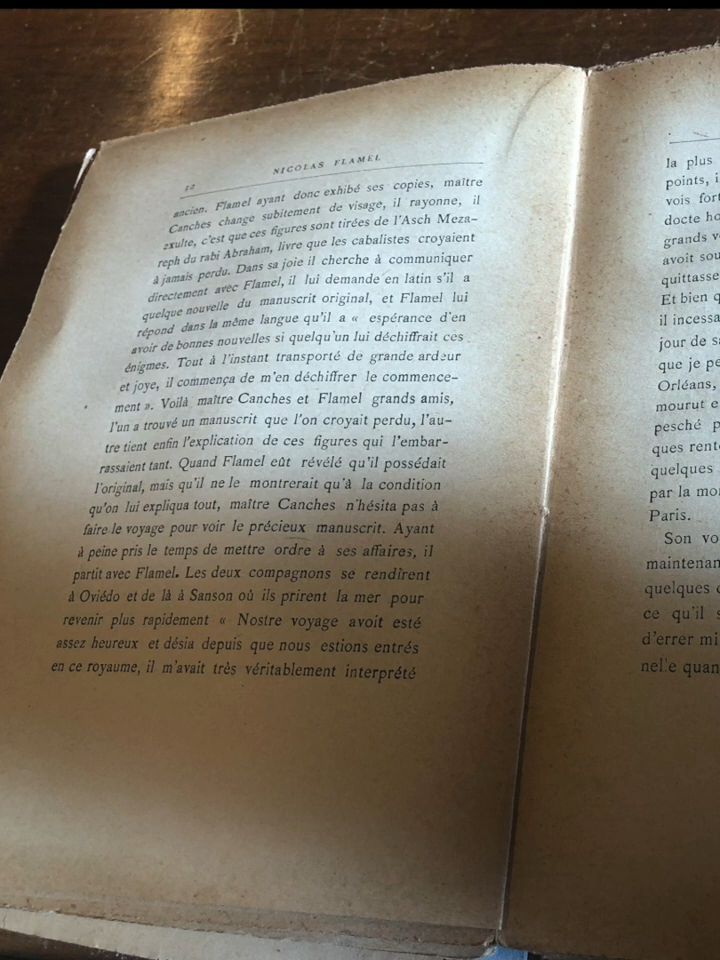 12
NICOLAS FLAMEL
ancien. Flamel ayant donc exhibé ses copies, maître
Canches change subitement de visage, il rayonne, il
exulte, c'est que ces figures sont tirées de l'Asch Meza-
reph du rabi Abraham, livre que les cabalistes croyaient
à jamais perdu. Dans sa joie il cherche à communiquer
directement avec Flamel, il lui demande en latin s'il a
quelque nouvelle du manuscrit original, et Flamel lui
répond dans la même langue qu'il a « espérance d'en
avoir de bonnes nouvelles si quelqu'un lui déchiffrait ces
énigmes. Tout à l'instant transporté de grande ardeur
et joye, il commença de m'en déchiffrer le commence-
ment ». Voilà maître Canches et Flamel grands amis,
l'un a trouvé un manuscrit que l'on croyait perdu, l'au-
tre tient enfin l'explication de ces figures qui l'embar-
rassaient tant. Quand Flamel eût révélé qu'il possédait
l'original, mais qu'il ne le montrerait qu'à la condition
qu'on lui expliqua tout, maître Canches n'hésita pas à
faire le voyage pour voir le précieux manuscrit. Ayant
à peine pris le temps de mettre ordre à ses affaires, il
partit avec Flamel. Les deux compagnons se rendirent
à Oviédo et de là à Sanson où ils prirent la mer pour
revenir plus rapidement « Nostre voyage avoit esté
assez heureux et désia depuis que nous estions entrés
en ce royaume, il m'avait très véritablement interprété
la plus
points, i
vois fort
docte ho
grands v
avoit sou
quittasse
Et bien q
il incessa
jour de s
que je pe
Orléans,
mourut e
pesché p
ques rent
quelques
par la mo
Paris.
Son vo
maintenan
quelques
ce qu'il s
d'errer mi
nelle quan